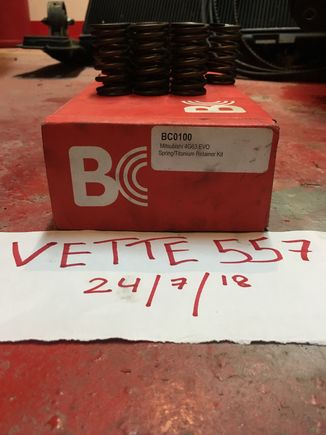 BC0100
Mitsubishi 4G63 EVO
Spring/Titanium Retainer Kit
BC
VETTE 557
24/7/18